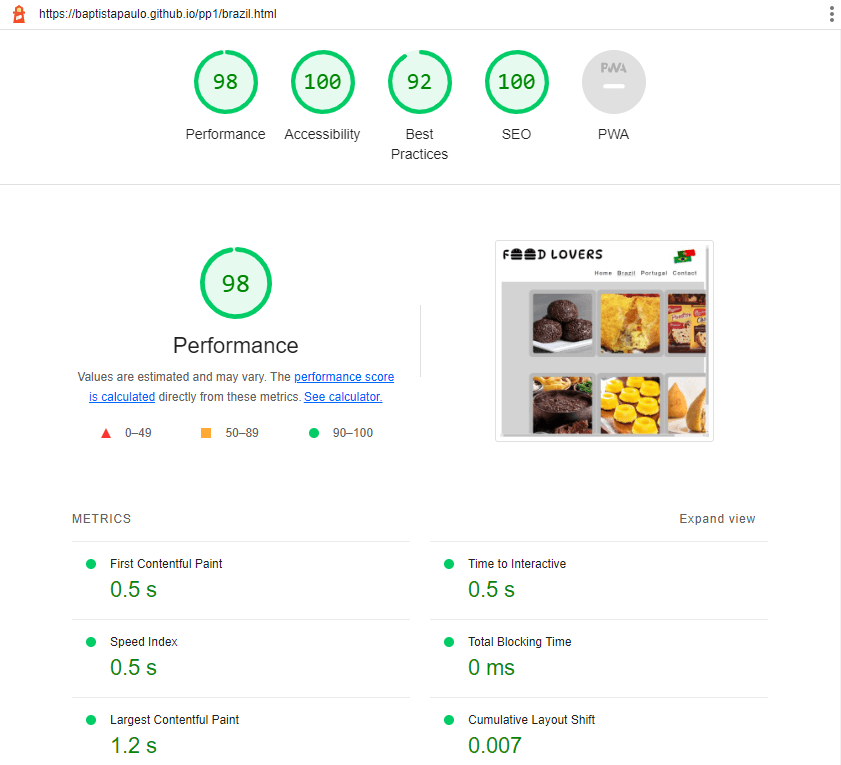 https://baptistapaulo.github.io/pp1/brazil.html
98
100
92
100
PWA
Performance
Accessibility
Best
Practices
SEO
PWA
98
Performance
Values are estimated and may vary. The performance score
is calculated directly from these metrics. See calculator.
0–49
50–89
90–100
FOOD LOVERS
Home Brazil Portugal Contact
METRICS
Expand view
First Contentful Paint
0.5 s
Time to Interactive
0.5 s
Speed Index
0.5 s
Total Blocking Time
0 ms
Largest Contentful Paint
1.2 s
Cumulative Layout Shift
0.007